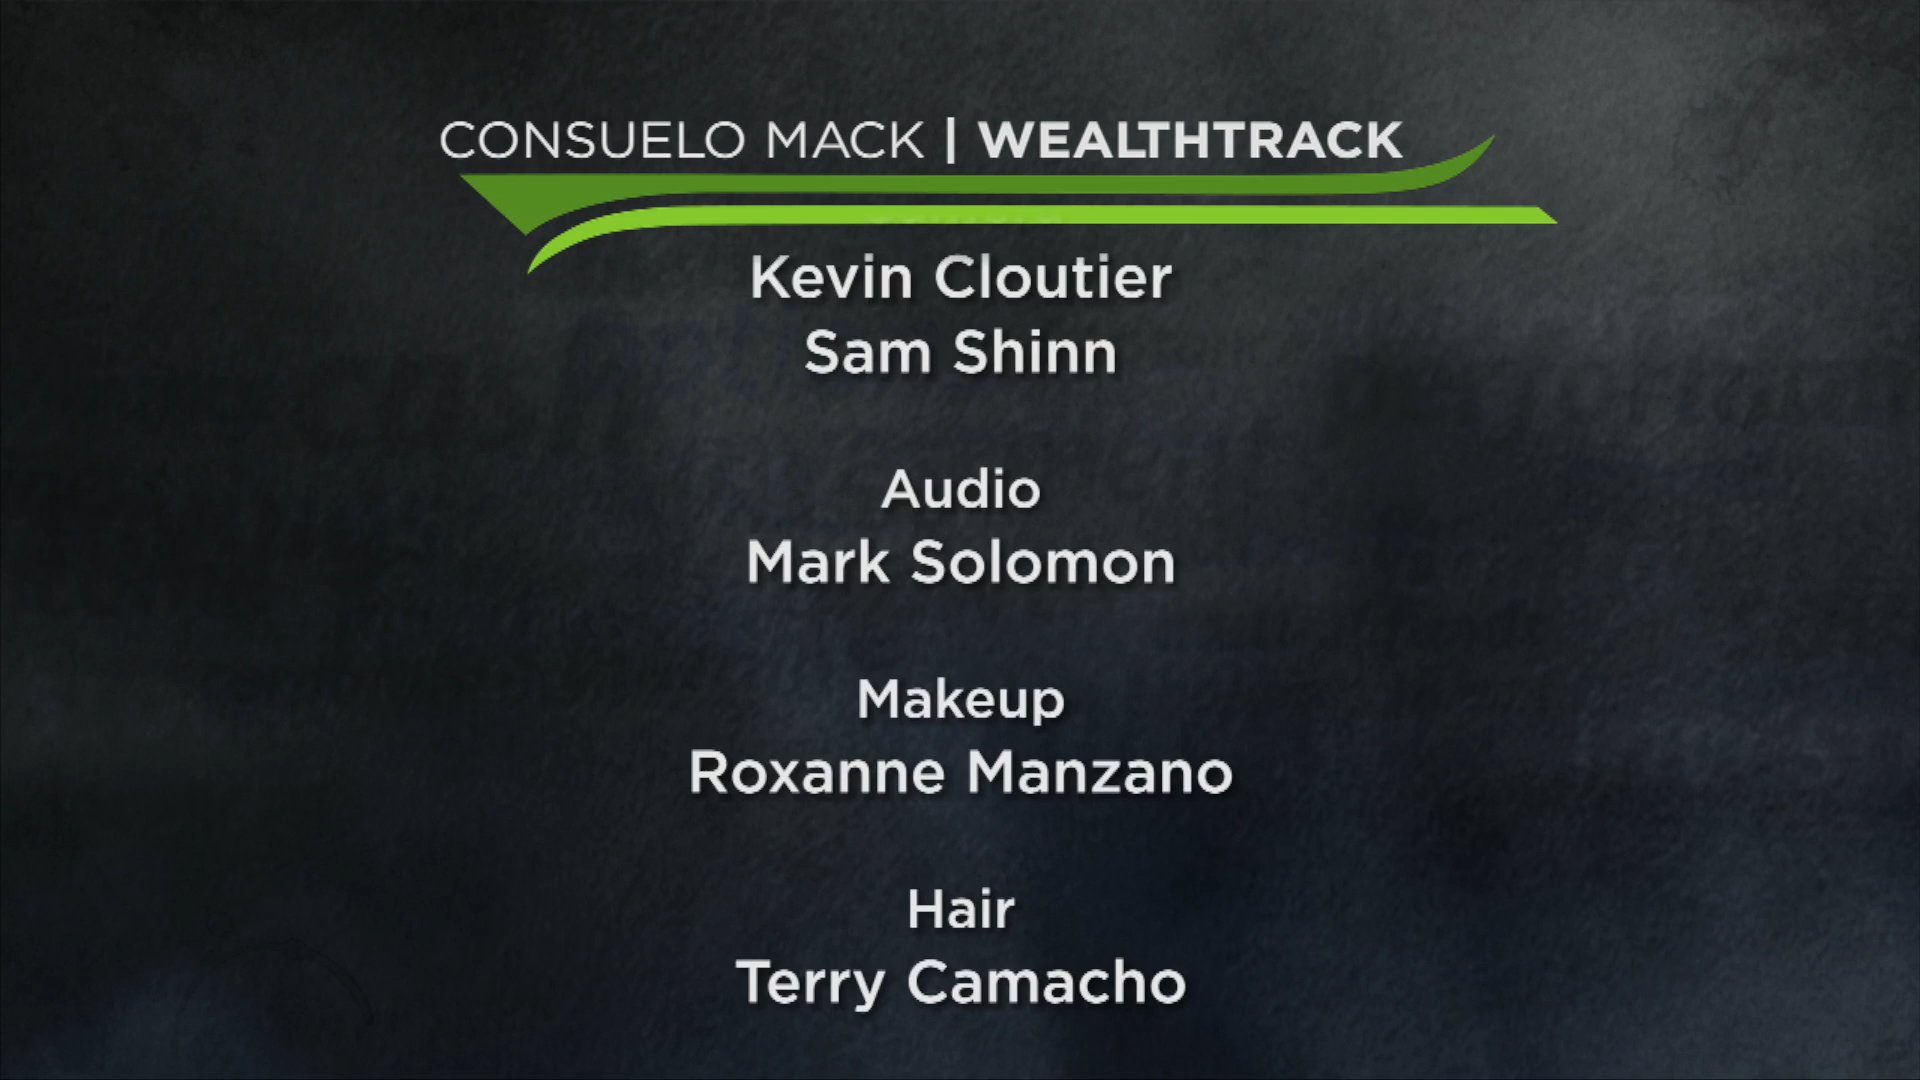 CONSUELO MACK | WEALTHTRACK
Kevin Cloutier
Sam Shinn
Audio
Mark Solomon
Makeup
Roxanne Manzano
Hair
Terry Camacho